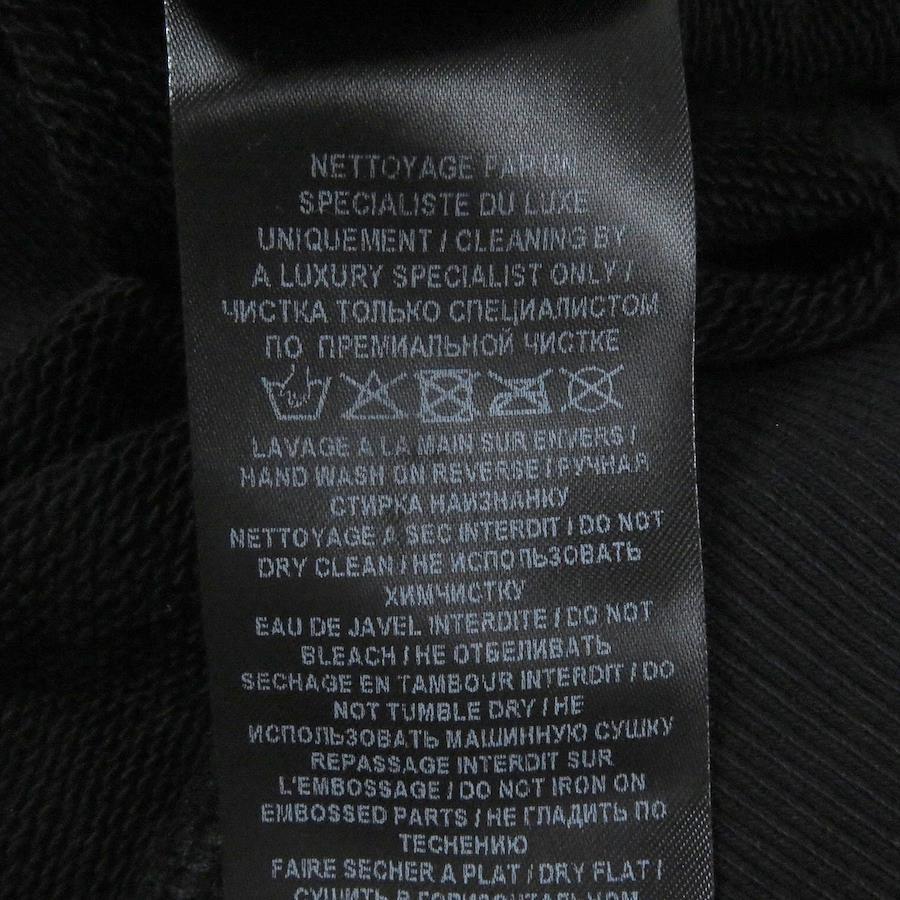 NETTOYAGE PAR UN
SPECIALISTE DU LUXE
UNIQUEMENT / CLEANING BY
A LUXURY SPECIALIST ONLY /
ЧИСТКА ТОЛЬКО СПЕЦИАЛИСТОМ
ПО ПРЕМИАЛЬНОЙ ЧИСТКЕ
LAVAGE A LA MAIN SUR ENVERS /
HAND WASH ON REVERSE / РУЧНАЯ
СТИРКА НАИЗНАНКУ
NETTOYAGE A SEC INTERDIT / DO NOT
DRY CLEAN / НЕ ИСПОЛЬЗОВАТЬ
ХИМЧИСТКУ
EAU DE JAVEL INTERDITE / DO NOT
BLEACH / НЕ ОТБЕЛИВАТЬ
SECHAGE EN TAMBOUR INTERDIT / DO
NOT TUMBLE DRY / НЕ
ИСПОЛЬЗОВАТЬ МАШИННУЮ СУШКУ
REPASSAGE INTERDIT SUR
L'EMBOSSAGE / DO NOT IRON ON
EMBOSSED PARTS / НЕ ГЛАДИТЬ ПО
ТЕСНЕНИЮ
FAIRE SECHER A PLAT / DRY FLAT /
СУШИТЬ В ГОРИЗОНТАЛЬНОМ